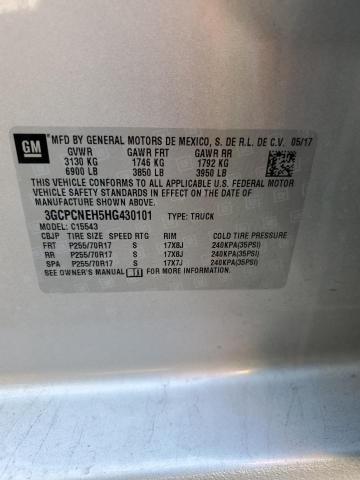 GM
MFD BY GENERAL MOTORS DE MEXICO, S. DE R.L. DE C.V. 05/17
GVWR GAWR FRT GAWR RR
3130 KG 1746 KG 1792 KG
6900 LB 3850 LB 3950 LB
THIS VEHICLE CONFORMS TO ALL APPLICABLE U.S. FEDERAL MOTOR
VEHICLE SAFETY STANDARDS IN EFFECT ON THE DATE OF
MANUFACTURE SHOWN ABOVE.
3GCPCNEH5HG430101 TYPE: TRUCK
MODEL: C15543
CBJP TIRE SIZE SPEED RTG RIM COLD TIRE PRESSURE
FRT P255/70R17 S 17X8J 240KPA(35PSI)
RR P255/70R17 S 17X8J 240KPA(35PSI)
SPA P255/70R17 S 17X7J 240KPA(35PSI)
SEE OWNER'S MANUAL FOR MORE INFORMATION.